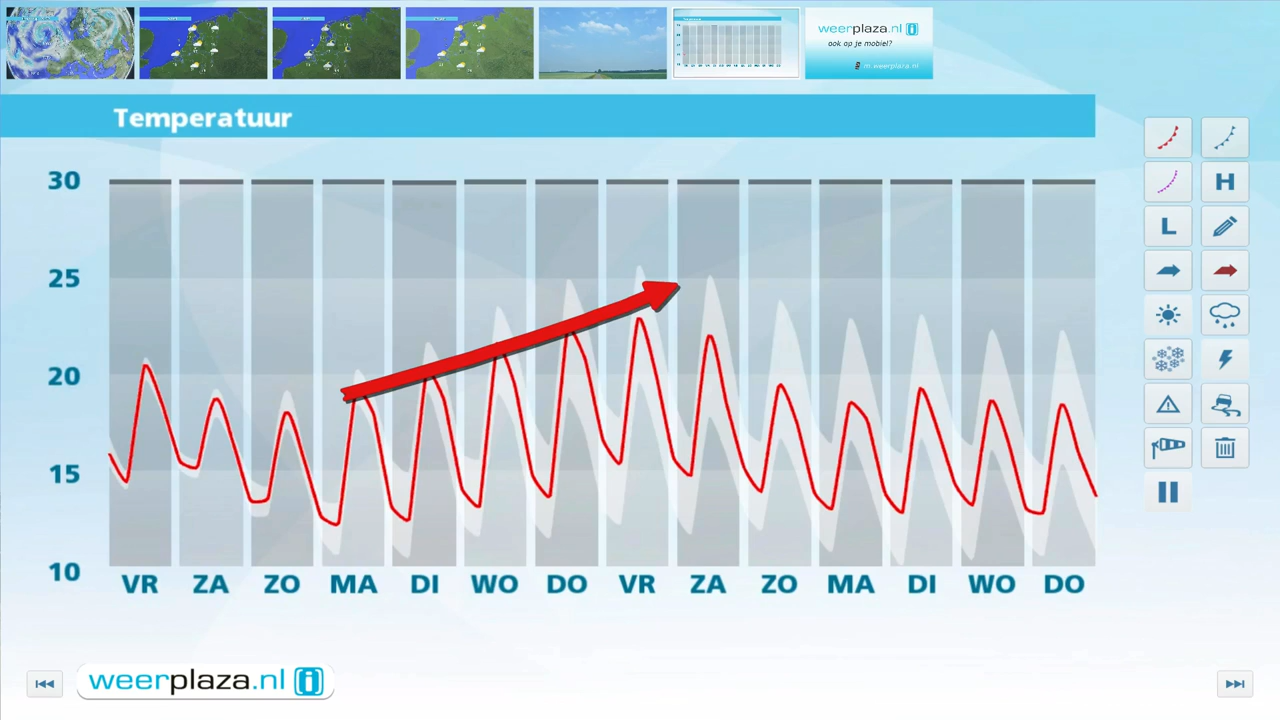 weerplaza.nl i
ook op je mobiel?
m.weerplaza.nl
Temperatuur
30
25
20
15
10
VR ZA ZO MA DI WO DO VR ZA ZO MA DI WO DO
H
L
weerplaza.nl i